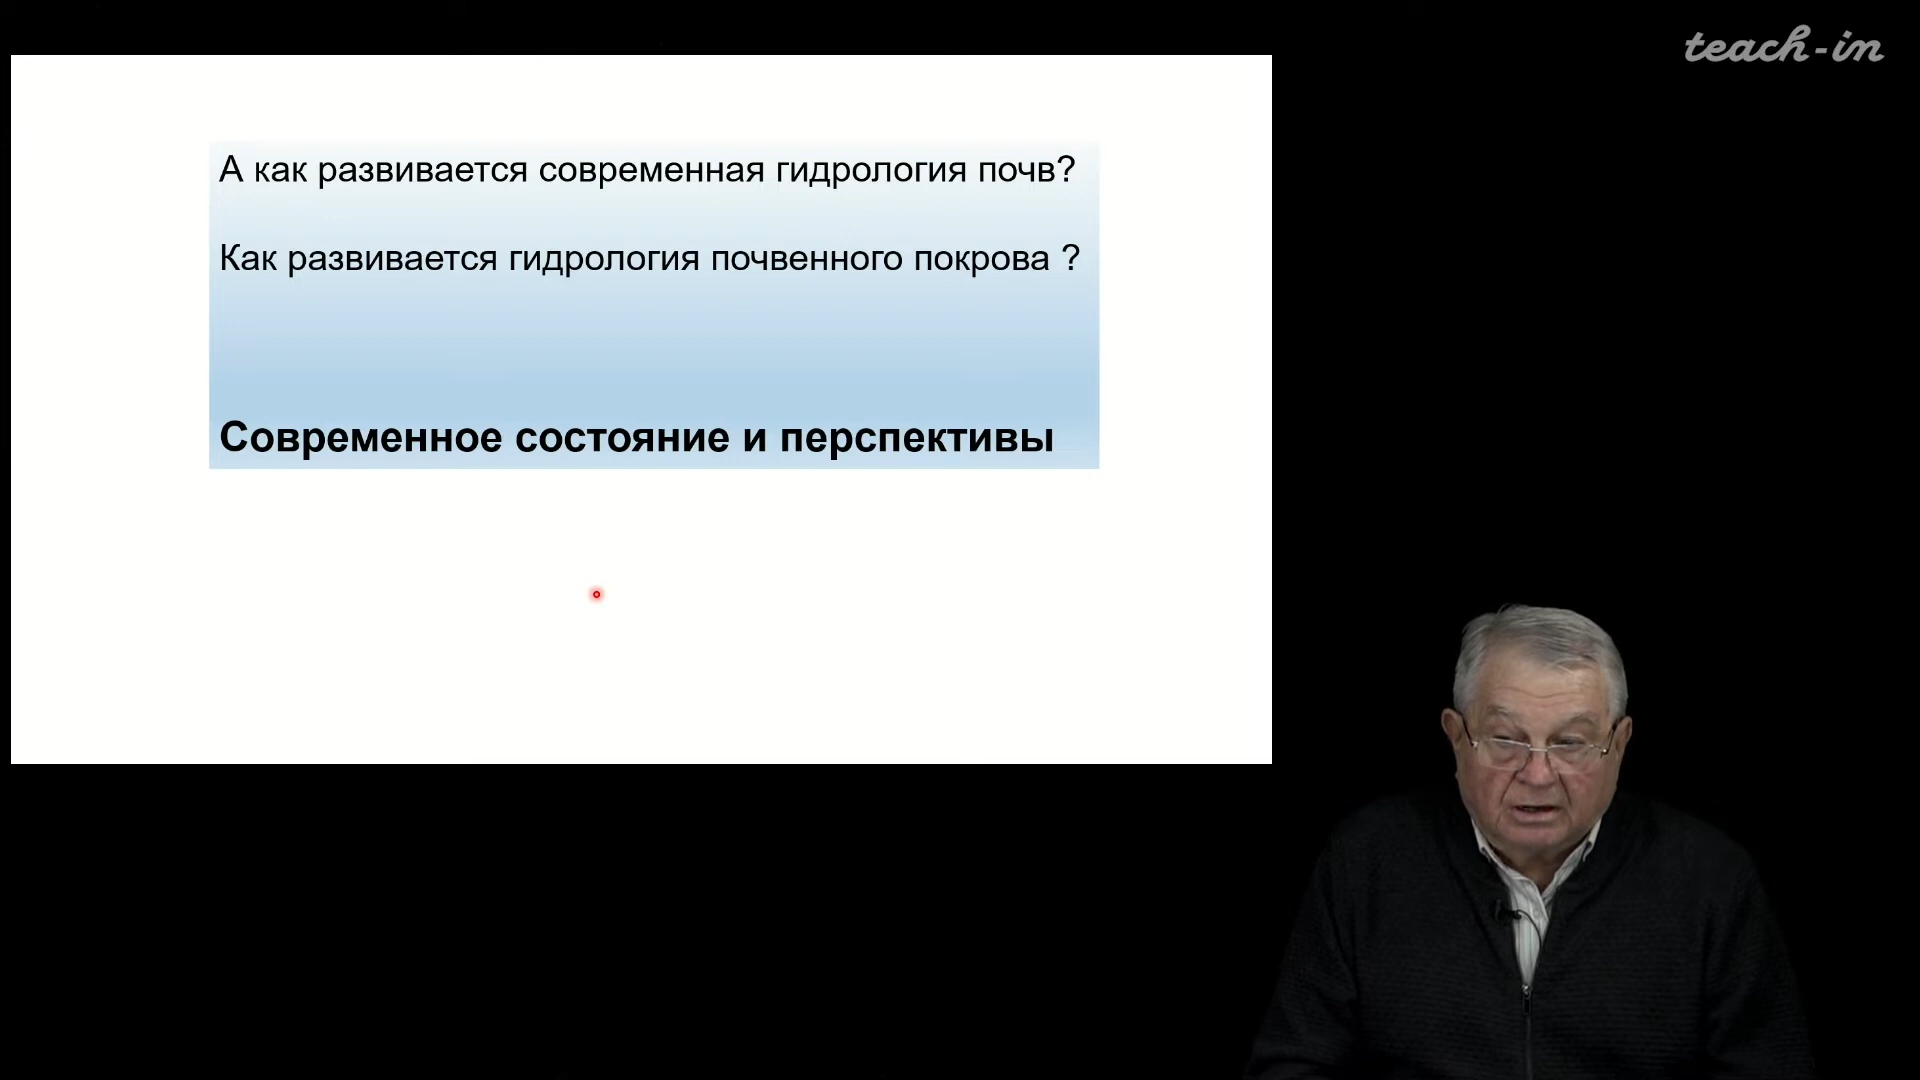 teach-in
А как развивается современная гидрология почв?
Как развивается гидрология почвенного покрова ?
Современное состояние и перспективы